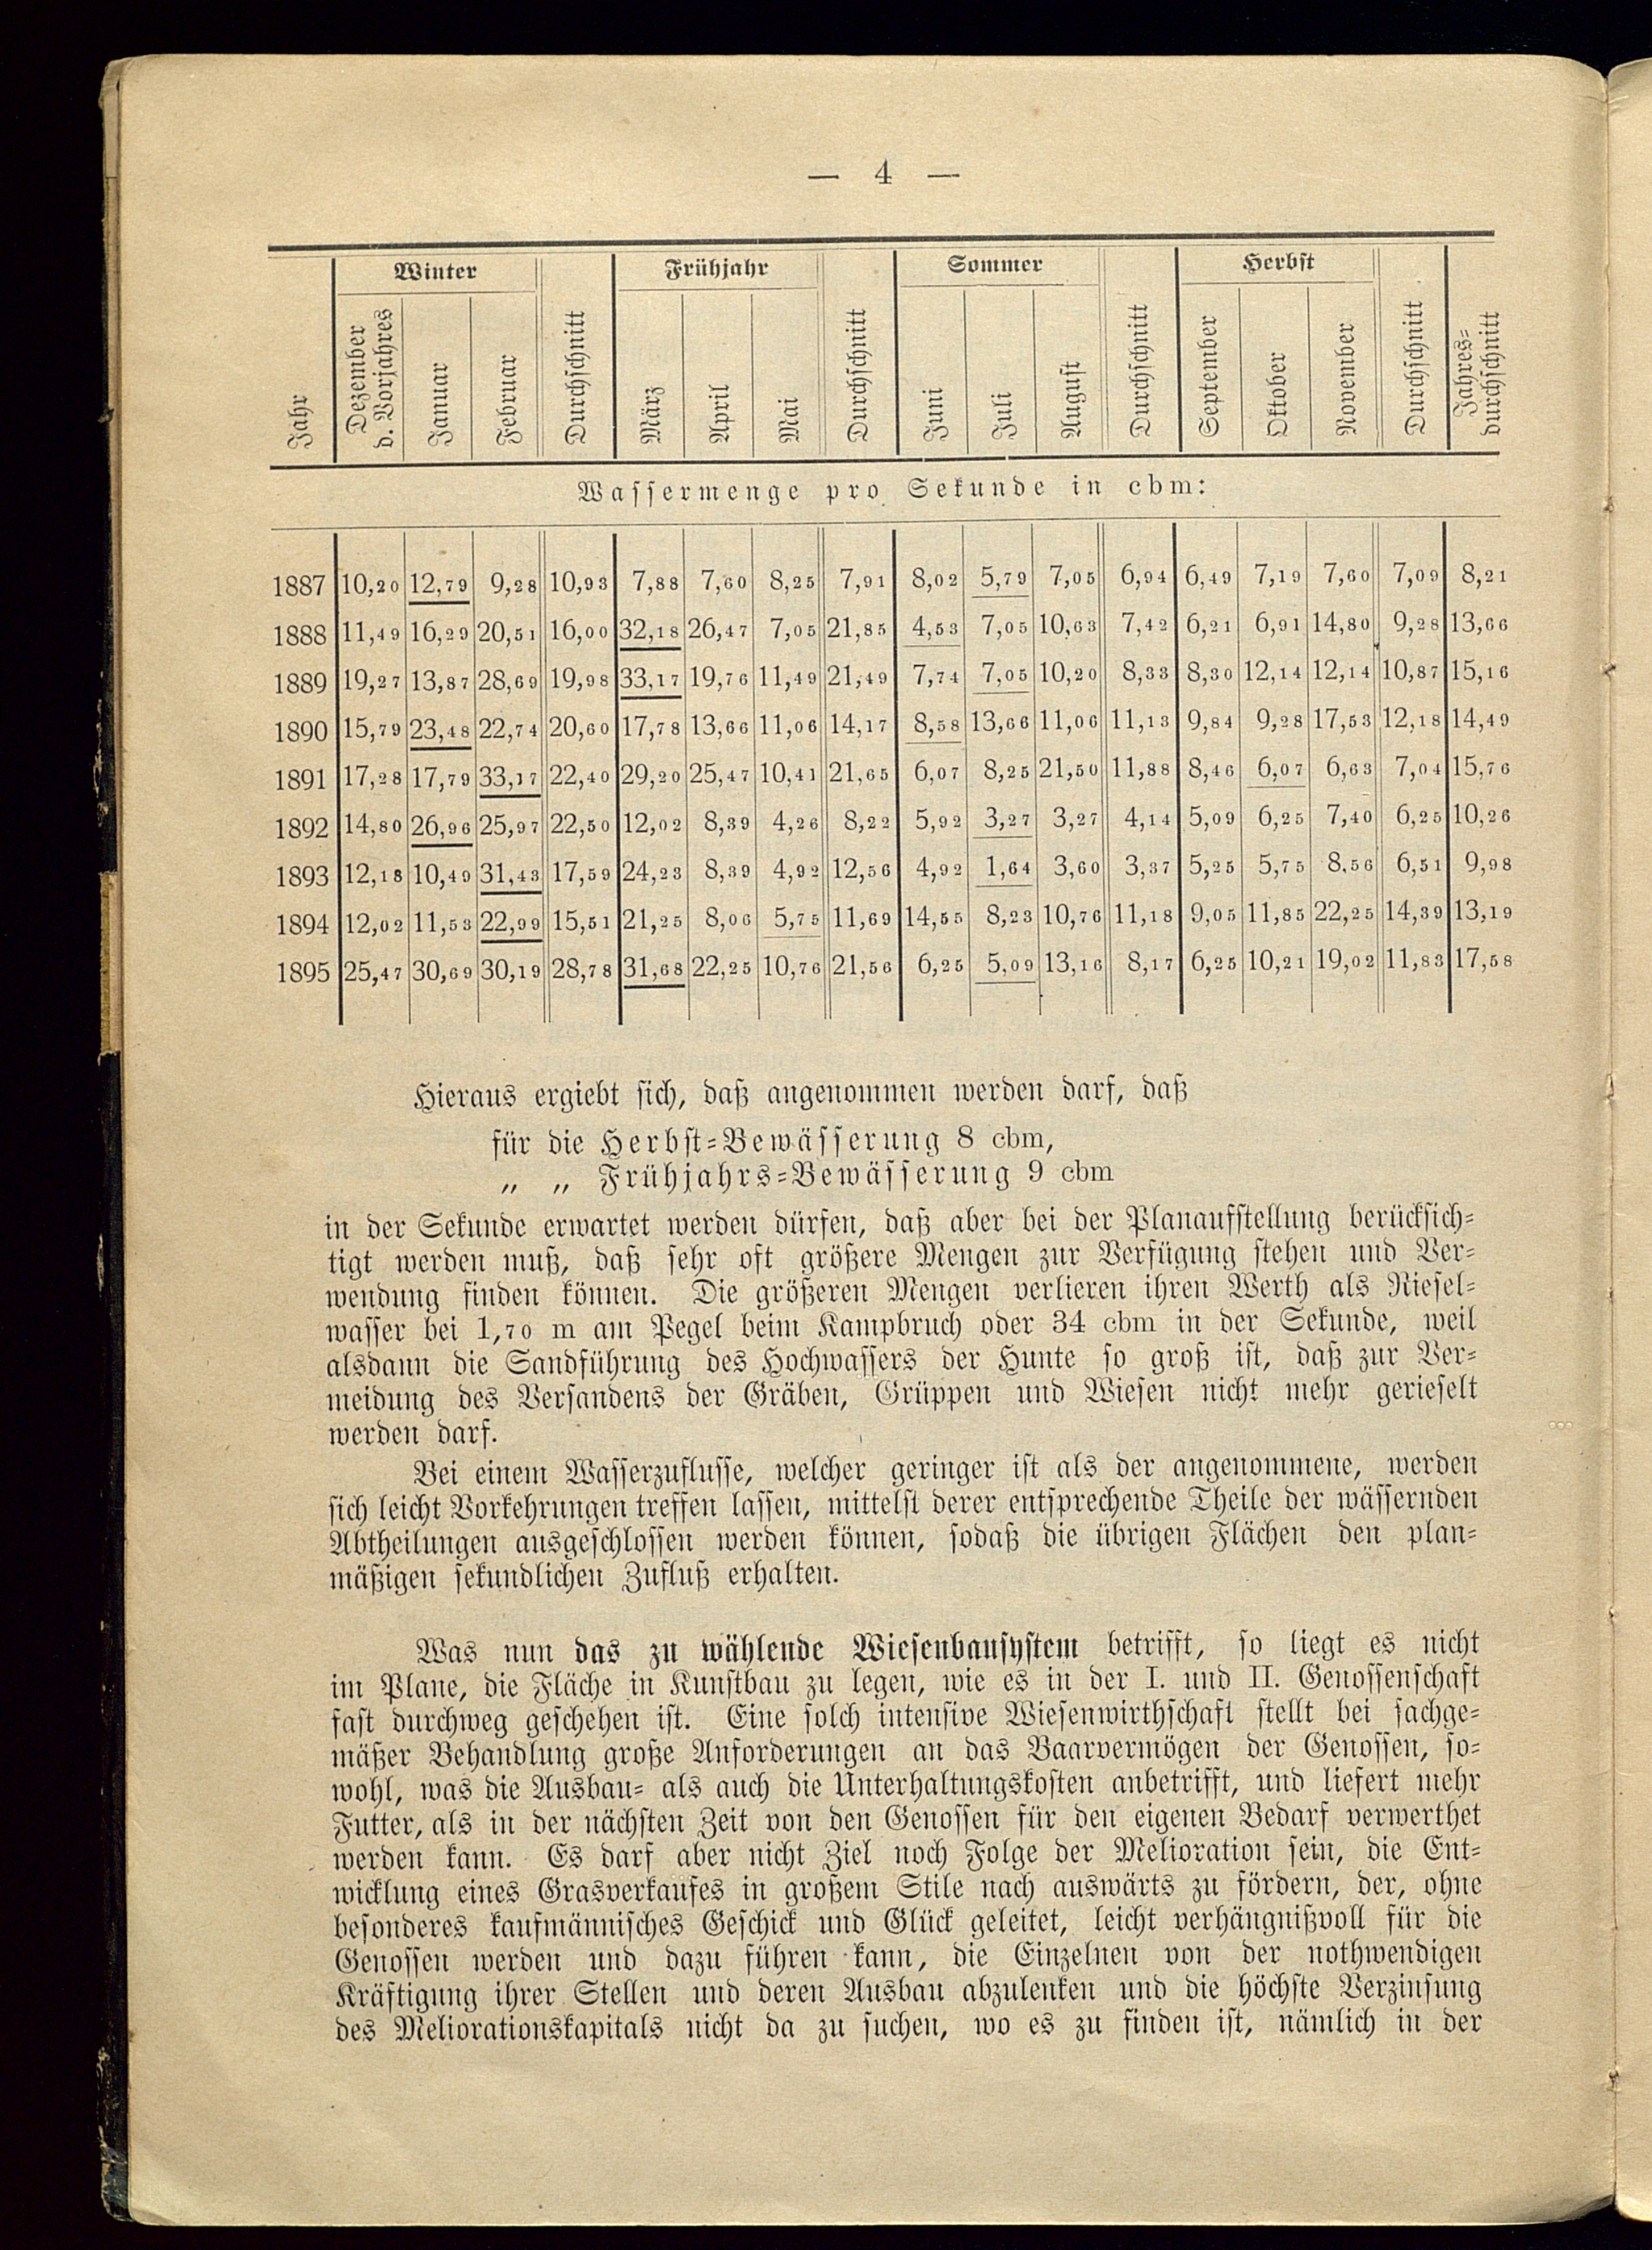 — 4 —
Jahr
Winter
Dezember d. Vorjahres
Januar
Februar
Durchschnitt
Frühjahr
März
April
Mai
Durchschnitt
Sommer
Juni
Juli
August
Durchschnitt
Herbst
September
Oktober
November
Durchschnitt
Jahres-durchschnitt
Wassermenge pro Sekunde in cbm:
1887 10,20 12,79 9,28 10,93 7,88 7,60 8,25 7,91 8,02 5,79 7,05 6,94 6,49 7,19 7,60 7,09 8,21
1888 11,49 16,29 20,51 16,00 32,18 26,47 7,05 21,85 4,53 7,05 10,63 7,42 6,21 6,91 14,80 9,28 13,66
1889 19,27 13,87 28,69 19,98 33,17 19,76 11,49 21,49 7,74 7,05 10,20 8,33 8,30 12,14 12,14 10,87 15,16
1890 15,79 23,48 22,74 20,60 17,78 13,66 11,06 14,17 8,58 13,66 11,06 11,13 9,84 9,28 17,53 12,18 14,49
1891 17,28 17,79 33,17 22,40 29,20 25,47 10,41 21,65 6,07 8,25 21,50 11,88 8,46 6,07 6,63 7,04 15,76
1892 14,80 26,96 25,97 22,50 12,02 8,39 4,26 8,22 5,92 3,27 3,27 4,14 5,09 6,25 7,40 6,25 10,26
1893 12,18 10,49 31,43 17,59 24,23 8,39 4,92 12,56 4,92 1,64 3,60 3,37 5,25 5,75 8,56 6,51 9,98
1894 12,02 11,53 22,99 15,51 21,25 8,06 5,75 11,69 14,55 8,23 10,76 11,18 9,05 11,85 22,25 14,39 13,19
1895 25,47 30,69 30,19 28,78 31,68 22,25 10,76 21,56 6,25 5,09 13,16 8,17 6,25 10,21 19,02 11,83 17,58
Hieraus ergiebt sich, daß angenommen werden darf, daß
für die Herbst-Bewässerung 8 cbm,
„ „ Frühjahrs-Bewässerung 9 cbm
in der Sekunde erwartet werden dürfen, daß aber bei der Planaufstellung berücksich-
tigt werden muß, daß sehr oft größere Mengen zur Verfügung stehen und Ver-
wendung finden können. Die größeren Mengen verlieren ihren Werth als Riesel-
wasser bei 1,70 m am Pegel beim Kampbruch oder 34 cbm in der Sekunde, weil
alsdann die Sandführung des Hochwassers der Hunte so groß ist, daß zur Ver-
meidung des Versandens der Gräben, Grüppen und Wiesen nicht mehr gerieselt
werden darf.
Bei einem Wasserzuflusse, welcher geringer ist als der angenommene, werden
sich leicht Vorkehrungen treffen lassen, mittelst derer entsprechende Theile der wässernden
Abtheilungen ausgeschlossen werden können, sodaß die übrigen Flächen den plan-
mäßigen sekundlichen Zufluß erhalten.
Was nun das zu wählende Wiesenbausystem betrifft, so liegt es nicht
im Plane, die Fläche in Kunstbau zu legen, wie es in der I. und II. Genossenschaft
fast durchweg geschehen ist. Eine solch intensive Wiesenwirthschaft stellt bei sachge-
mäßer Behandlung große Anforderungen an das Baarvermögen der Genossen, so-
wohl, was die Ausbau- als auch die Unterhaltungskosten anbetrifft, und liefert mehr
Futter, als in der nächsten Zeit von den Genossen für den eigenen Bedarf verwerthet
werden kann. Es darf aber nicht Ziel noch Folge der Melioration sein, die Ent-
wicklung eines Grasverkaufes in großem Stile nach auswärts zu fördern, der, ohne
besonderes kaufmännisches Geschick und Glück geleitet, leicht verhängnißvoll für die
Genossen werden und dazu führen kann, die Einzelnen von der nothwendigen
Kräftigung ihrer Stellen und deren Ausbau abzulenken und die höchste Verzinsung
des Meliorationskapitals nicht da zu suchen, wo es zu finden ist, nämlich in der